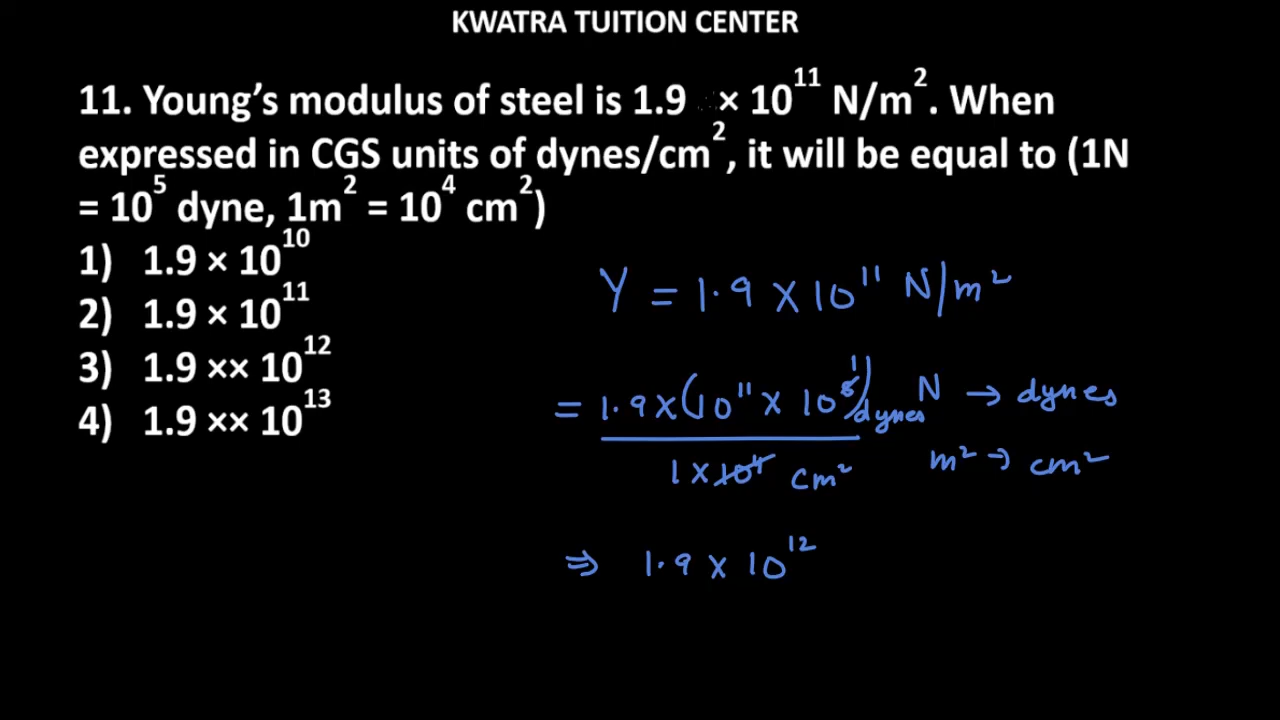 KWATRA TUITION CENTER
11. Young's modulus of steel is 1.9 × 10¹¹ N/m². When
expressed in CGS units of dynes/cm², it will be equal to (1N
= 10⁵ dyne, 1m² = 10⁴ cm²)
1) 1.9 × 10¹⁰
2) 1.9 × 10¹¹
3) 1.9 ×× 10¹²
4) 1.9 ×× 10¹³
Y = 1.9 × 10¹¹ N/m²
= 1.9 × (10¹¹ × 10⁵) dynes
1 × 10⁴ cm²
N → dynes
m² → cm²
⇒ 1.9 × 10¹²